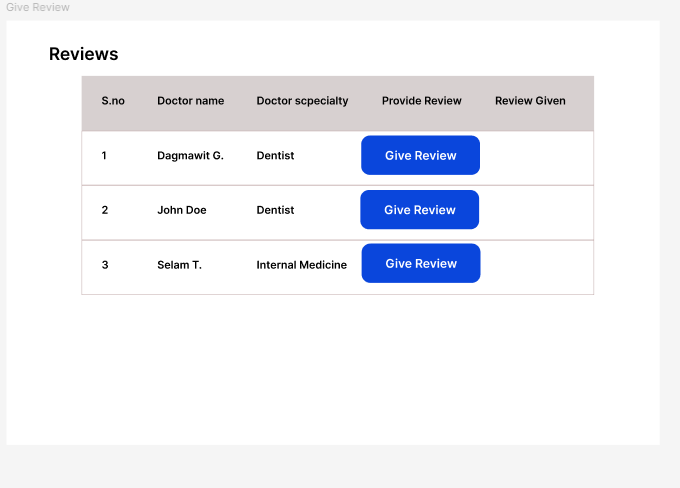 Give Review
Reviews
S.no Doctor name Doctor scpecialty Provide Review Review Given
1 Dagmawit G. Dentist Give Review
2 John Doe Dentist Give Review
3 Selam T. Internal Medicine Give Review